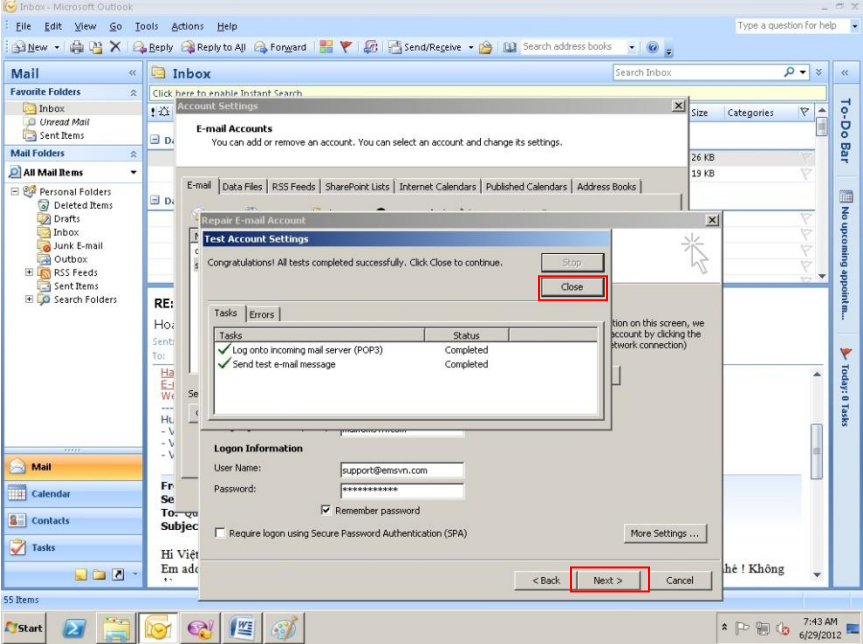 Inbox - Microsoft Outlook
File Edit View Go Tools Actions Help
Type a question for help
New Reply Reply to All Forward Send/Receive Search address books
Mail «
Inbox
Search Inbox
Favorite Folders
Click here to enable Instant Search
Inbox
Unread Mail
Sent Items
Mail Folders
All Mail Items
Personal Folders
Deleted Items
Drafts
Inbox
Junk E-mail
Outbox
RSS Feeds
Sent Items
Search Folders
Mail
Calendar
Contacts
Tasks
Size Categories
26 KB
19 KB
Account Settings
E-mail Accounts
You can add or remove an account. You can select an account and change its settings.
E-mail Data Files RSS Feeds SharePoint Lists Internet Calendars Published Calendars Address Books
Repair E-mail Account
Test Account Settings
Congratulations! All tests completed successfully. Click Close to continue.
Stop
Close
Tasks Errors
Tasks Status
Log onto incoming mail server (POP3) Completed
Send test e-mail message Completed
tion on this screen, we
account by clicking the
etwork connection)
Logon Information
User Name: support@emsvn.com
Password: ***********
Remember password
Require logon using Secure Password Authentication (SPA)
More Settings ...
< Back Next > Cancel
RE:
Hoa
Sent:
To:
Subjec
Hi Việt
Em add
hé ! Không
To-Do Bar
No upcoming appointm...
Today: 0 Tasks
55 Items
Start
7:43 AM
6/29/2012